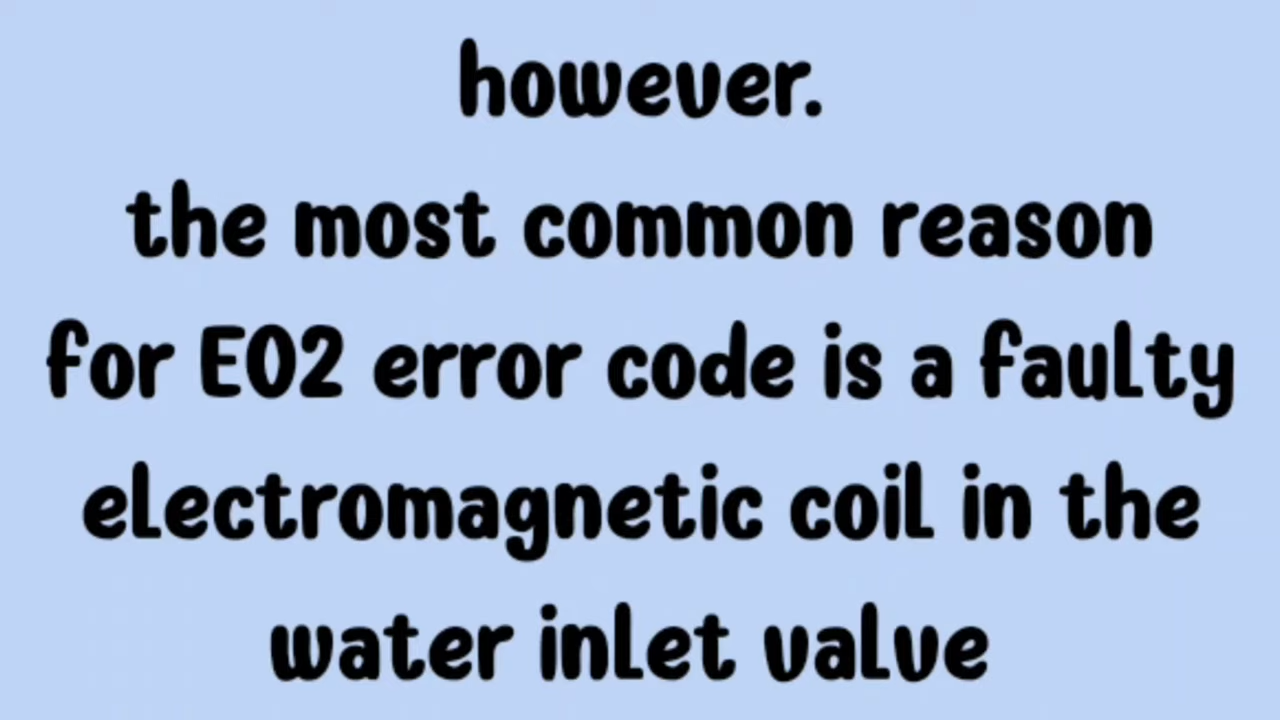 however.
the most common reason
for E02 error code is a faulty
electromagnetic coil in the
water inlet valve